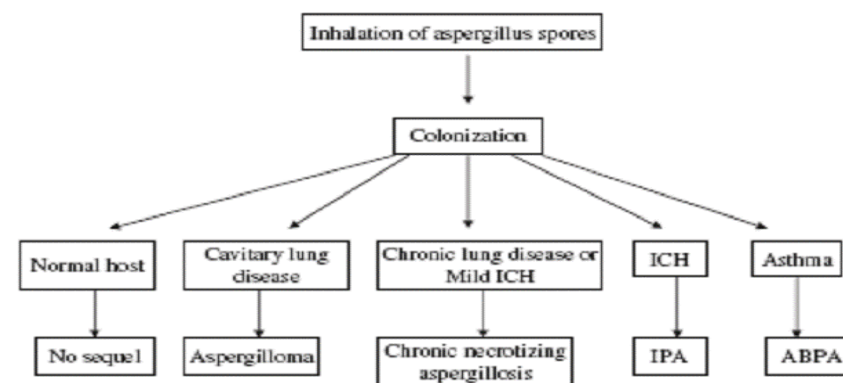 Inhalation of aspergillus spores
Colonization
Normal host
Cavitary lung
disease
Chronic lung disease or
Mild ICH
ICH
Asthma
No sequel
Aspergilloma
Chronic necrotizing
aspergillosis
IPA
ABPA